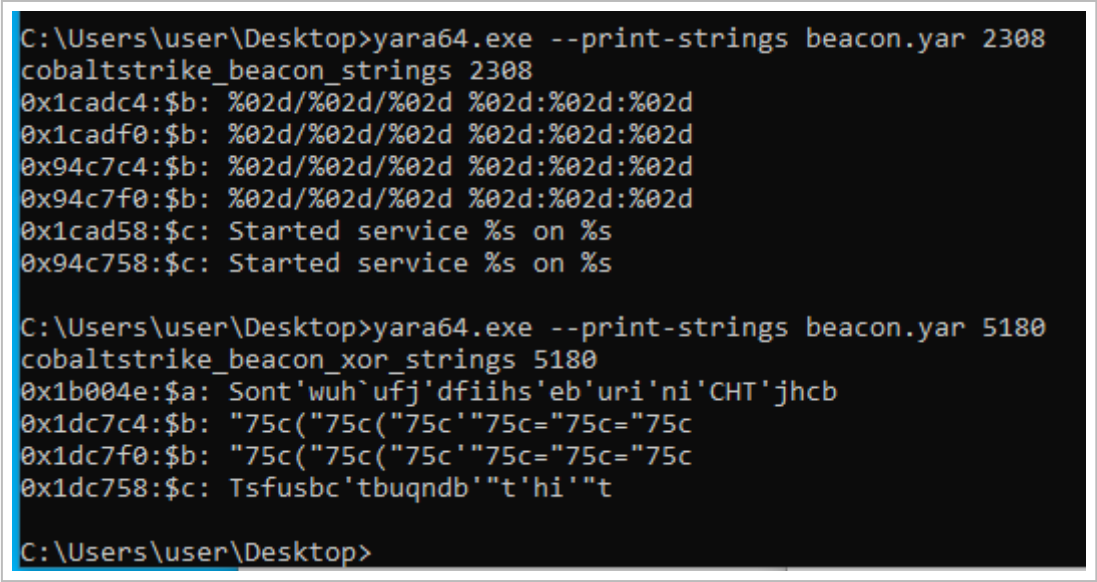 C:\Users\user\Desktop>yara64.exe --print-strings beacon.yar 2308
cobaltstrike_beacon_strings 2308
0x1cadc4:$b: %02d/%02d/%02d %02d:%02d:%02d
0x1cadf0:$b: %02d/%02d/%02d %02d:%02d:%02d
0x94c7c4:$b: %02d/%02d/%02d %02d:%02d:%02d
0x94c7f0:$b: %02d/%02d/%02d %02d:%02d:%02d
0x1cad58:$c: Started service %s on %s
0x94c758:$c: Started service %s on %s
C:\Users\user\Desktop>yara64.exe --print-strings beacon.yar 5180
cobaltstrike_beacon_xor_strings 5180
0x1b004e:$a: Sont'wuh`ufj'dfiihs'eb'uri'ni'CHT'jhcb
0x1dc7c4:$b: "75c("75c("75c'"75c="75c="75c
0x1dc7f0:$b: "75c("75c("75c'"75c="75c="75c
0x1dc758:$c: Tsfusbc'tbuqndb'"t'hi'"t
C:\Users\user\Desktop>